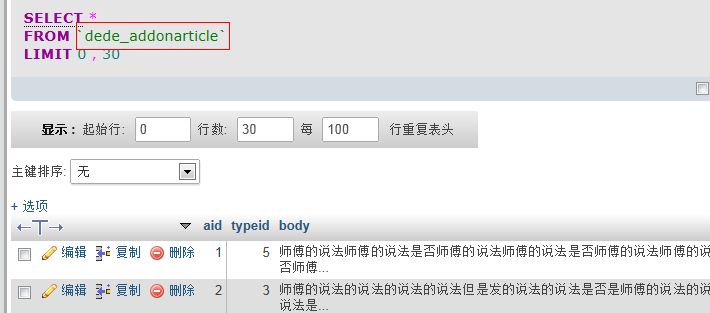 SELECT *
FROM `dede_addonarticle`
LIMIT 0 , 30
显示： 起始行: 0 行数: 30 每 100 行重复表头
主键排序: 无
+ 选项
←T→ aid typeid body
编辑 复制 删除 1 5 师傅的说法师傅的说法是否师傅的说法师傅的说法是否师傅的说法师傅的说
否师傅...
编辑 复制 删除 2 3 师傅的说法的说法的说法的说法但是发的说法的说法是否是师傅的说法的说
说法是...